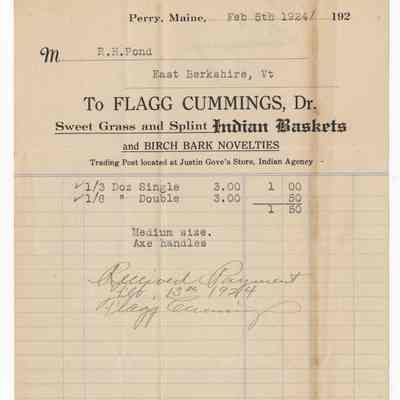 Perry, Maine, Feb 5th 1924/ 192
M R.H.Pond
East Berkshire, Vt
To FLAGG CUMMINGS, Dr.
Sweet Grass and Splint Indian Baskets
and BIRCH BARK NOVELTIES
Trading Post located at Justin Gove's Store, Indian Agency -
✓1/3 Doz Single 3.00 1 00
✓1/8 " Double 3.00 50
1 50
Medium size.
Axe handles
Received Payment
Feb. 13th 1924
Flagg Cummings